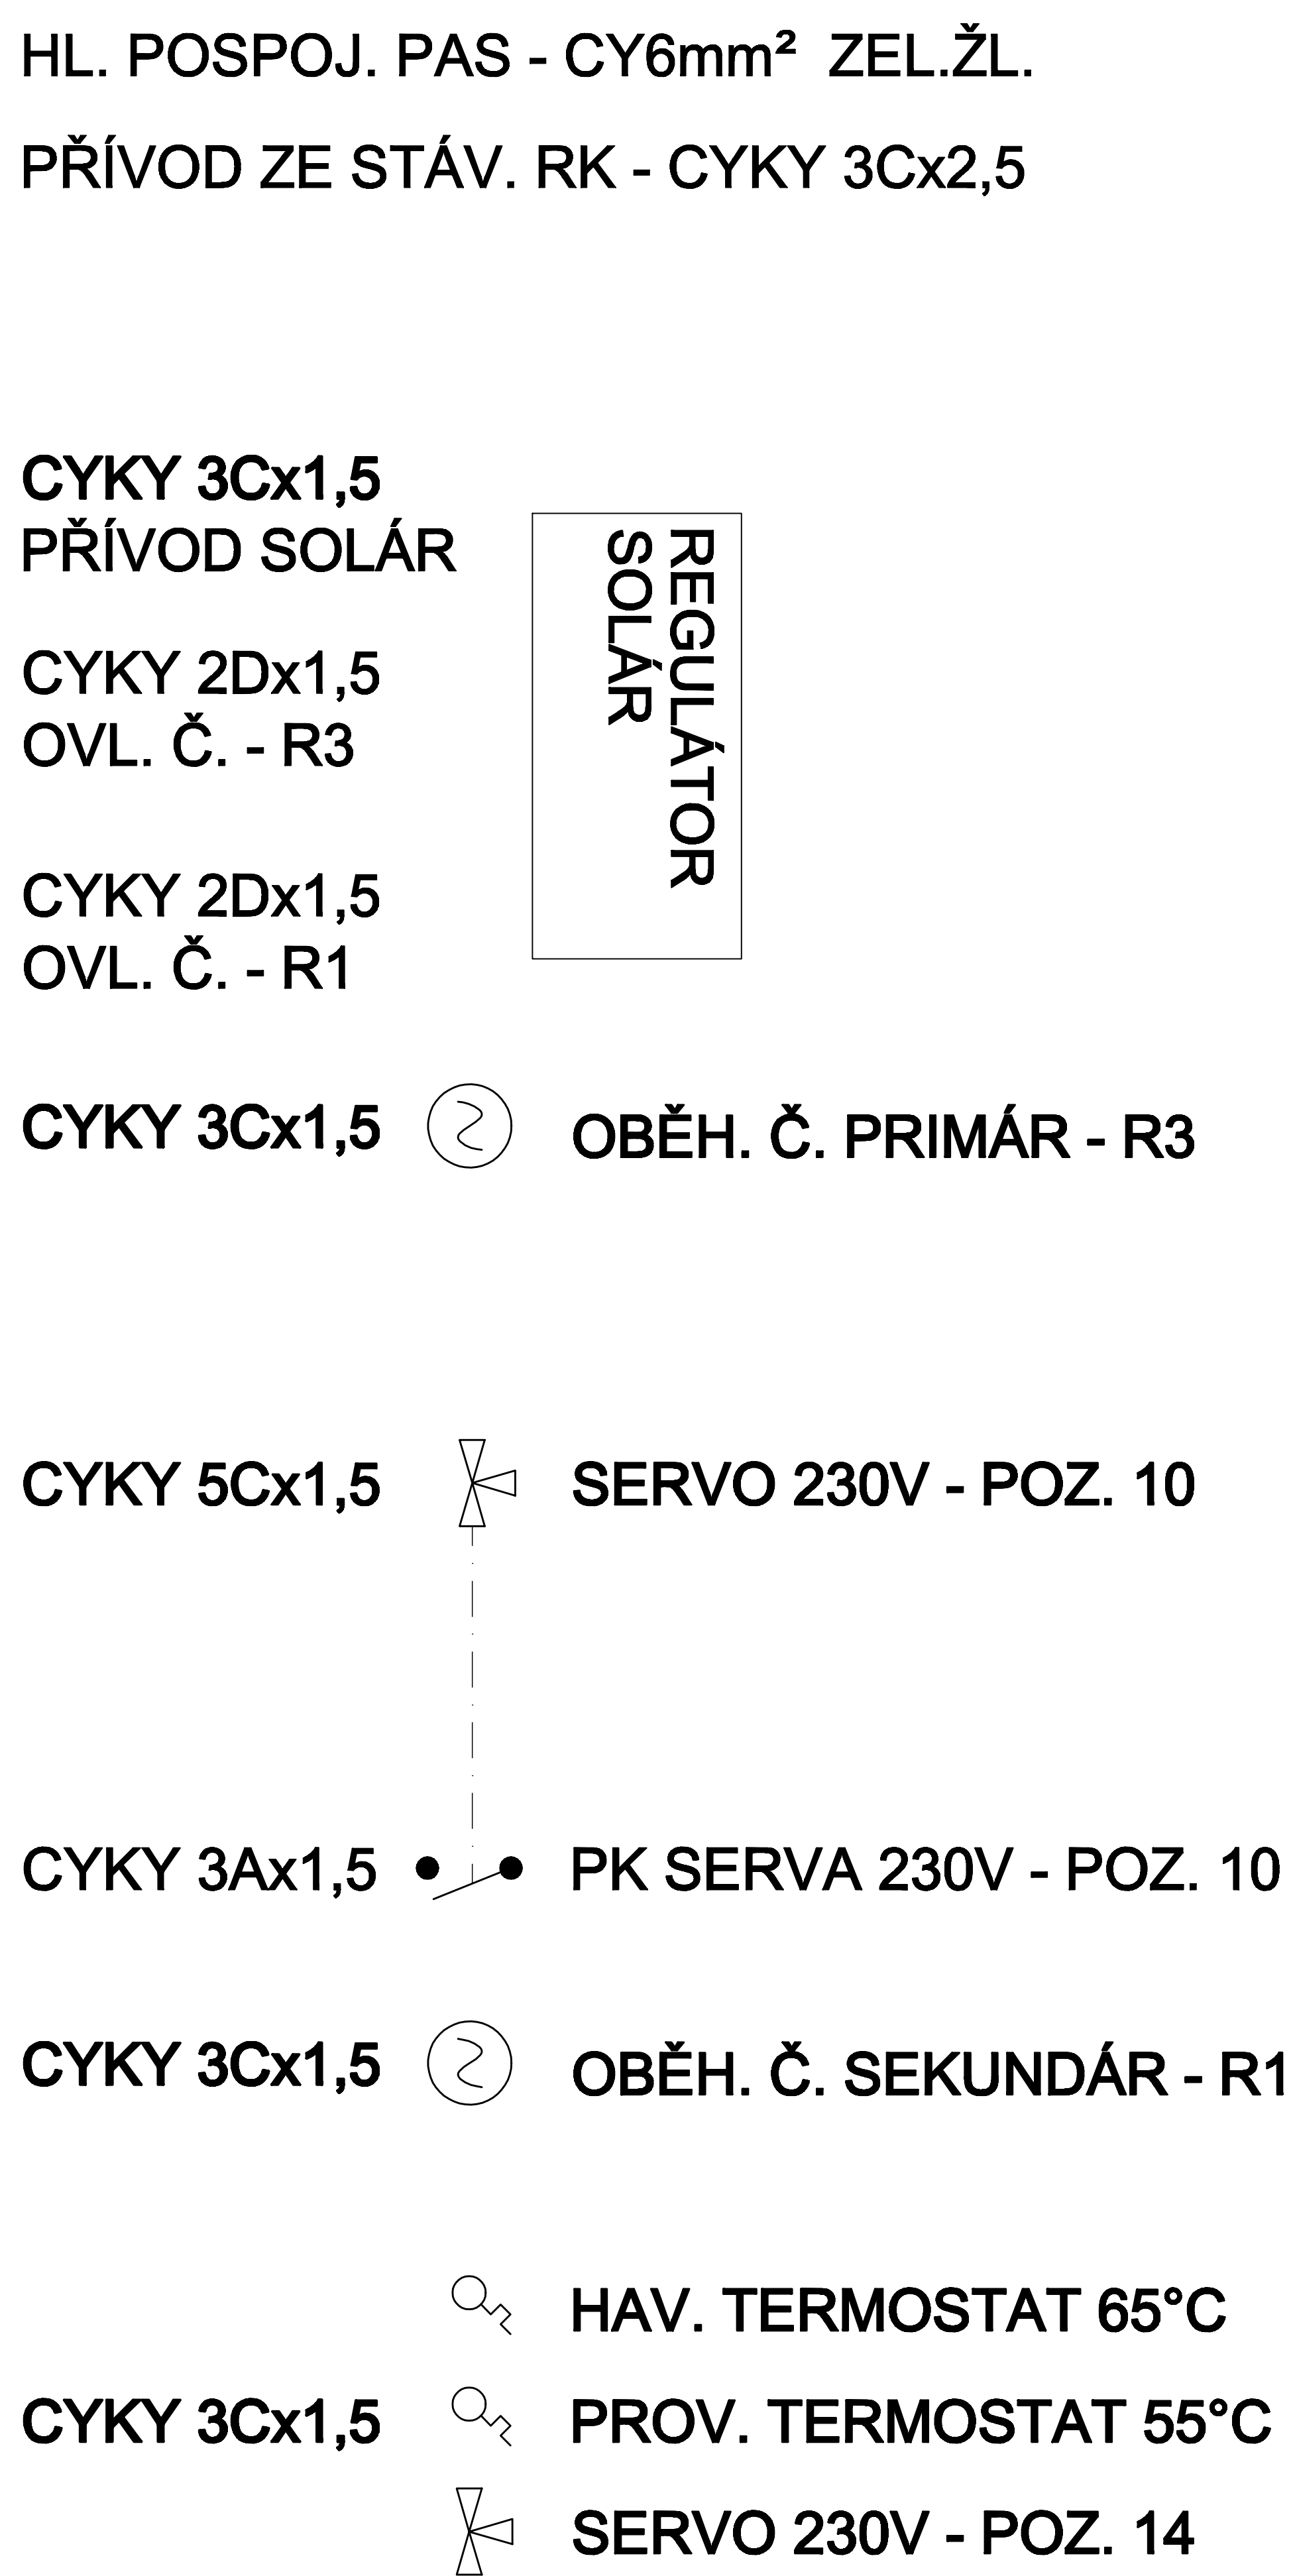 HL. POSPOJ. PAS - CY6mm² ZEL.ŽL.
PŘÍVOD ZE STÁV. RK - CYKY 3Cx2,5
CYKY 3Cx1,5
PŘÍVOD SOLÁR
REGULÁTOR
SOLÁR
CYKY 2Dx1,5
OVL. Č. - R3
CYKY 2Dx1,5
OVL. Č. - R1
CYKY 3Cx1,5 OBĚH. Č. PRIMÁR - R3
CYKY 5Cx1,5 SERVO 230V - POZ. 10
CYKY 3Ax1,5 PK SERVA 230V - POZ. 10
CYKY 3Cx1,5 OBĚH. Č. SEKUNDÁR - R1
HAV. TERMOSTAT 65°C
CYKY 3Cx1,5 PROV. TERMOSTAT 55°C
SERVO 230V - POZ. 14